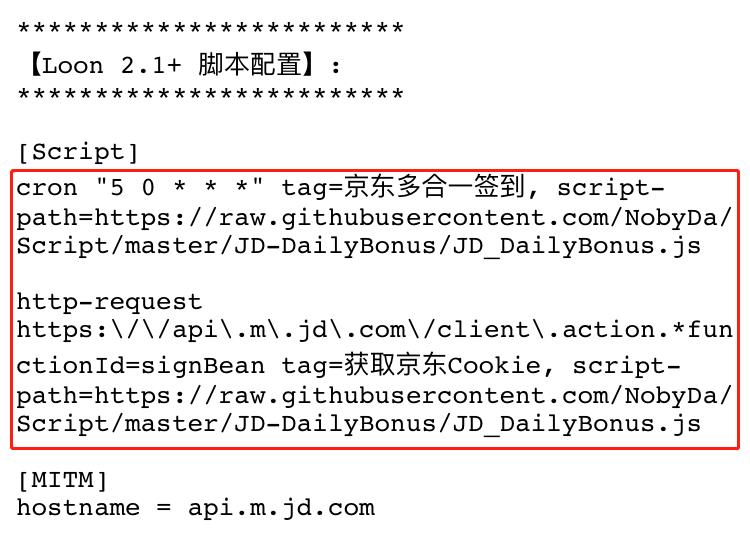 *************************
【Loon 2.1+ 脚本配置】:
*************************
[Script]
cron "5 0 * * *" tag=京东多合一签到, script-
path=https://raw.githubusercontent.com/NobyDa/
Script/master/JD-DailyBonus/JD_DailyBonus.js
http-request
https:\/\/api\.m\.jd\.com\/client\.action.*fun
ctionId=signBean tag=获取京东Cookie, script-
path=https://raw.githubusercontent.com/NobyDa/
Script/master/JD-DailyBonus/JD_DailyBonus.js
[MITM]
hostname = api.m.jd.com